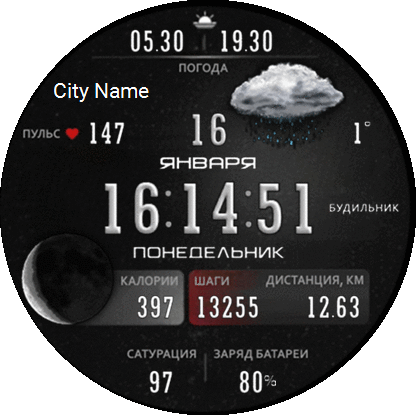 05.30 19.30
ПОГОДА
City Name
ПУЛЬС 147 16 1°
ЯНВАРЯ
16:14:51
БУДИЛЬНИК
ПОНЕДЕЛЬНИК
КАЛОРИИ ШАГИ ДИСТАНЦИЯ, КМ
397 13255 12.63
САТУРАЦИЯ ЗАРЯД БАТАРЕИ
97 80%